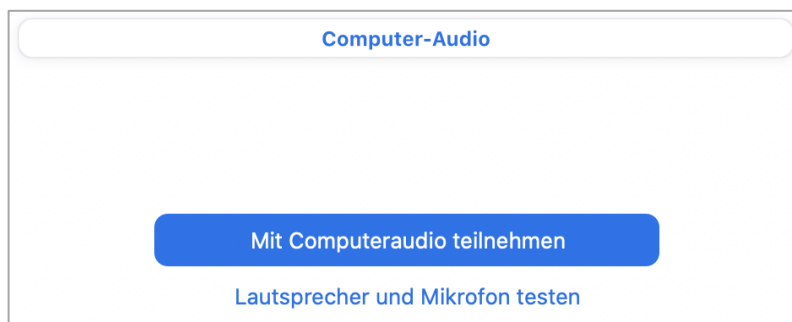 Computer-Audio
Mit Computeraudio teilnehmen
Lautsprecher und Mikrofon testen